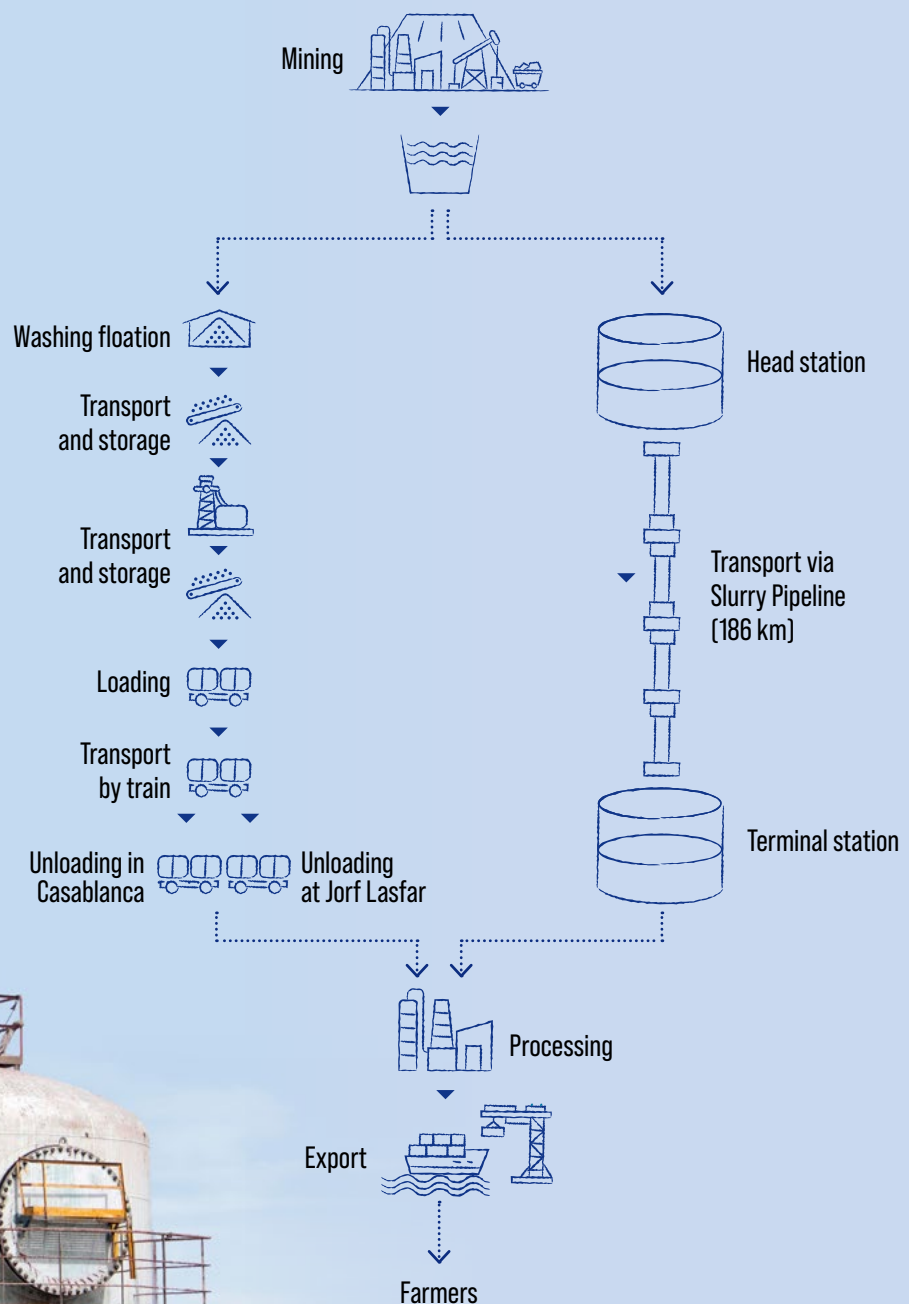 Mining
Washing floation
Transport
and storage
Transport
and storage
Loading
Transport
by train
Unloading in
Casablanca
Unloading
at Jorf Lasfar
Head station
Transport via
Slurry Pipeline
(186 km)
Terminal station
Processing
Export
Farmers